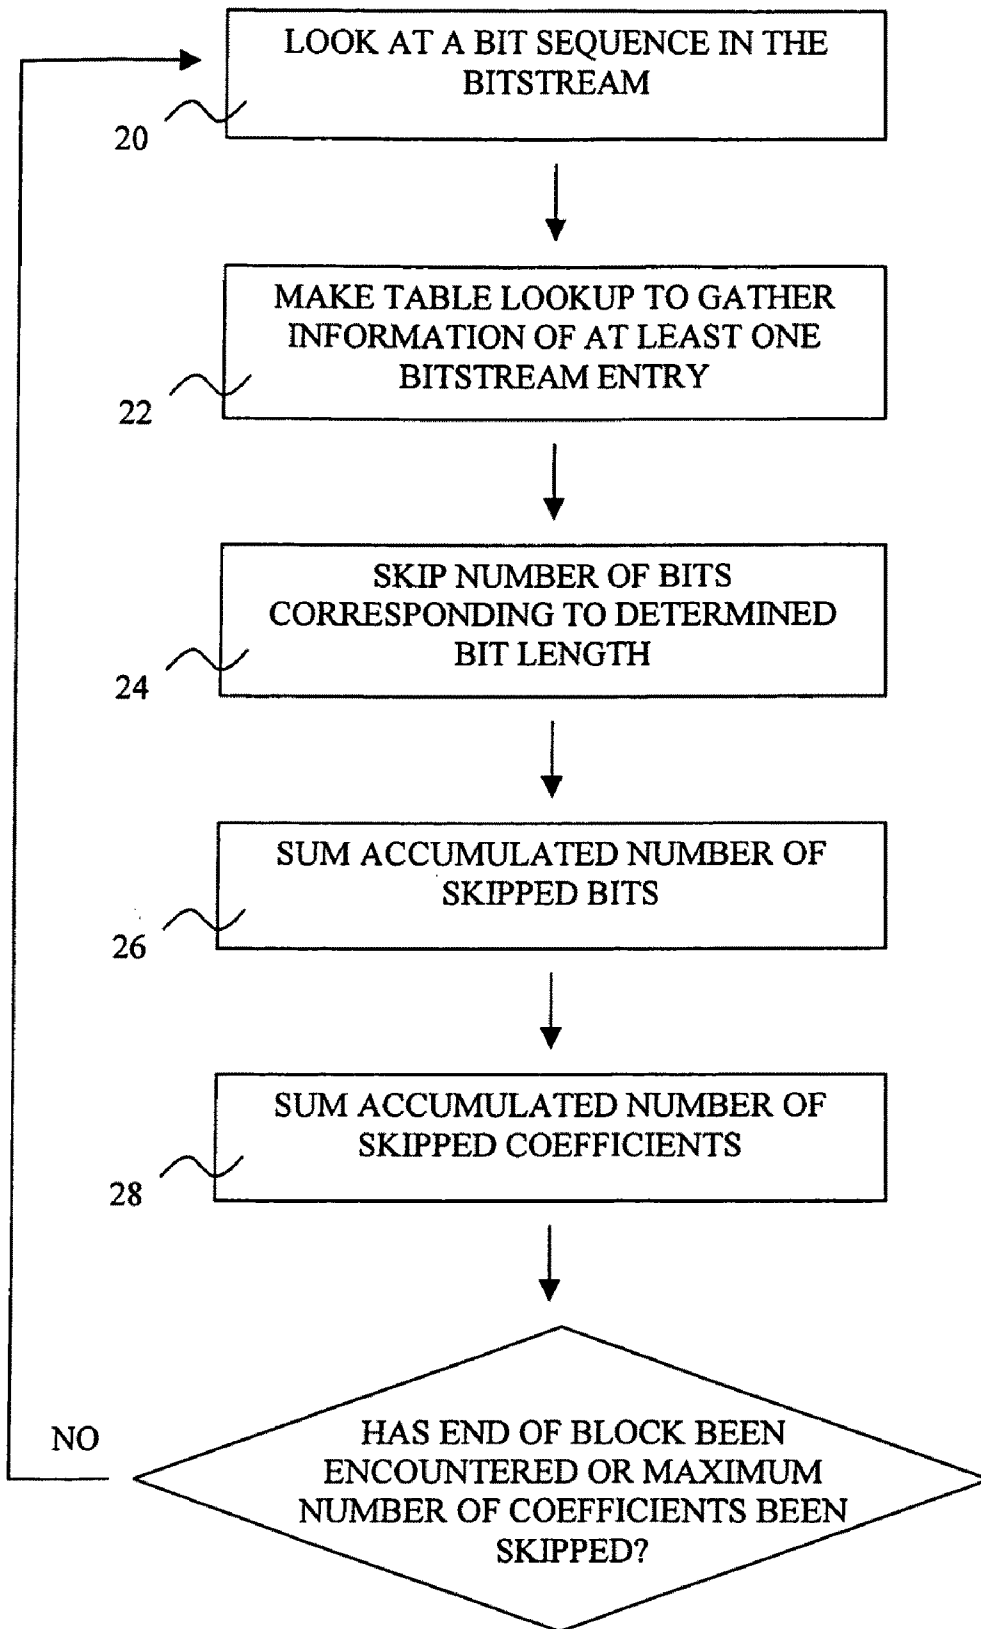 LOOK AT A BIT SEQUENCE IN THE
BITSTREAM
20
MAKE TABLE LOOKUP TO GATHER
INFORMATION OF AT LEAST ONE
BITSTREAM ENTRY
22
SKIP NUMBER OF BITS
CORRESPONDING TO DETERMINED
BIT LENGTH
24
SUM ACCUMULATED NUMBER OF
SKIPPED BITS
26
SUM ACCUMULATED NUMBER OF
SKIPPED COEFFICIENTS
28
NO
HAS END OF BLOCK BEEN
ENCOUNTERED OR MAXIMUM
NUMBER OF COEFFICIENTS BEEN
SKIPPED?